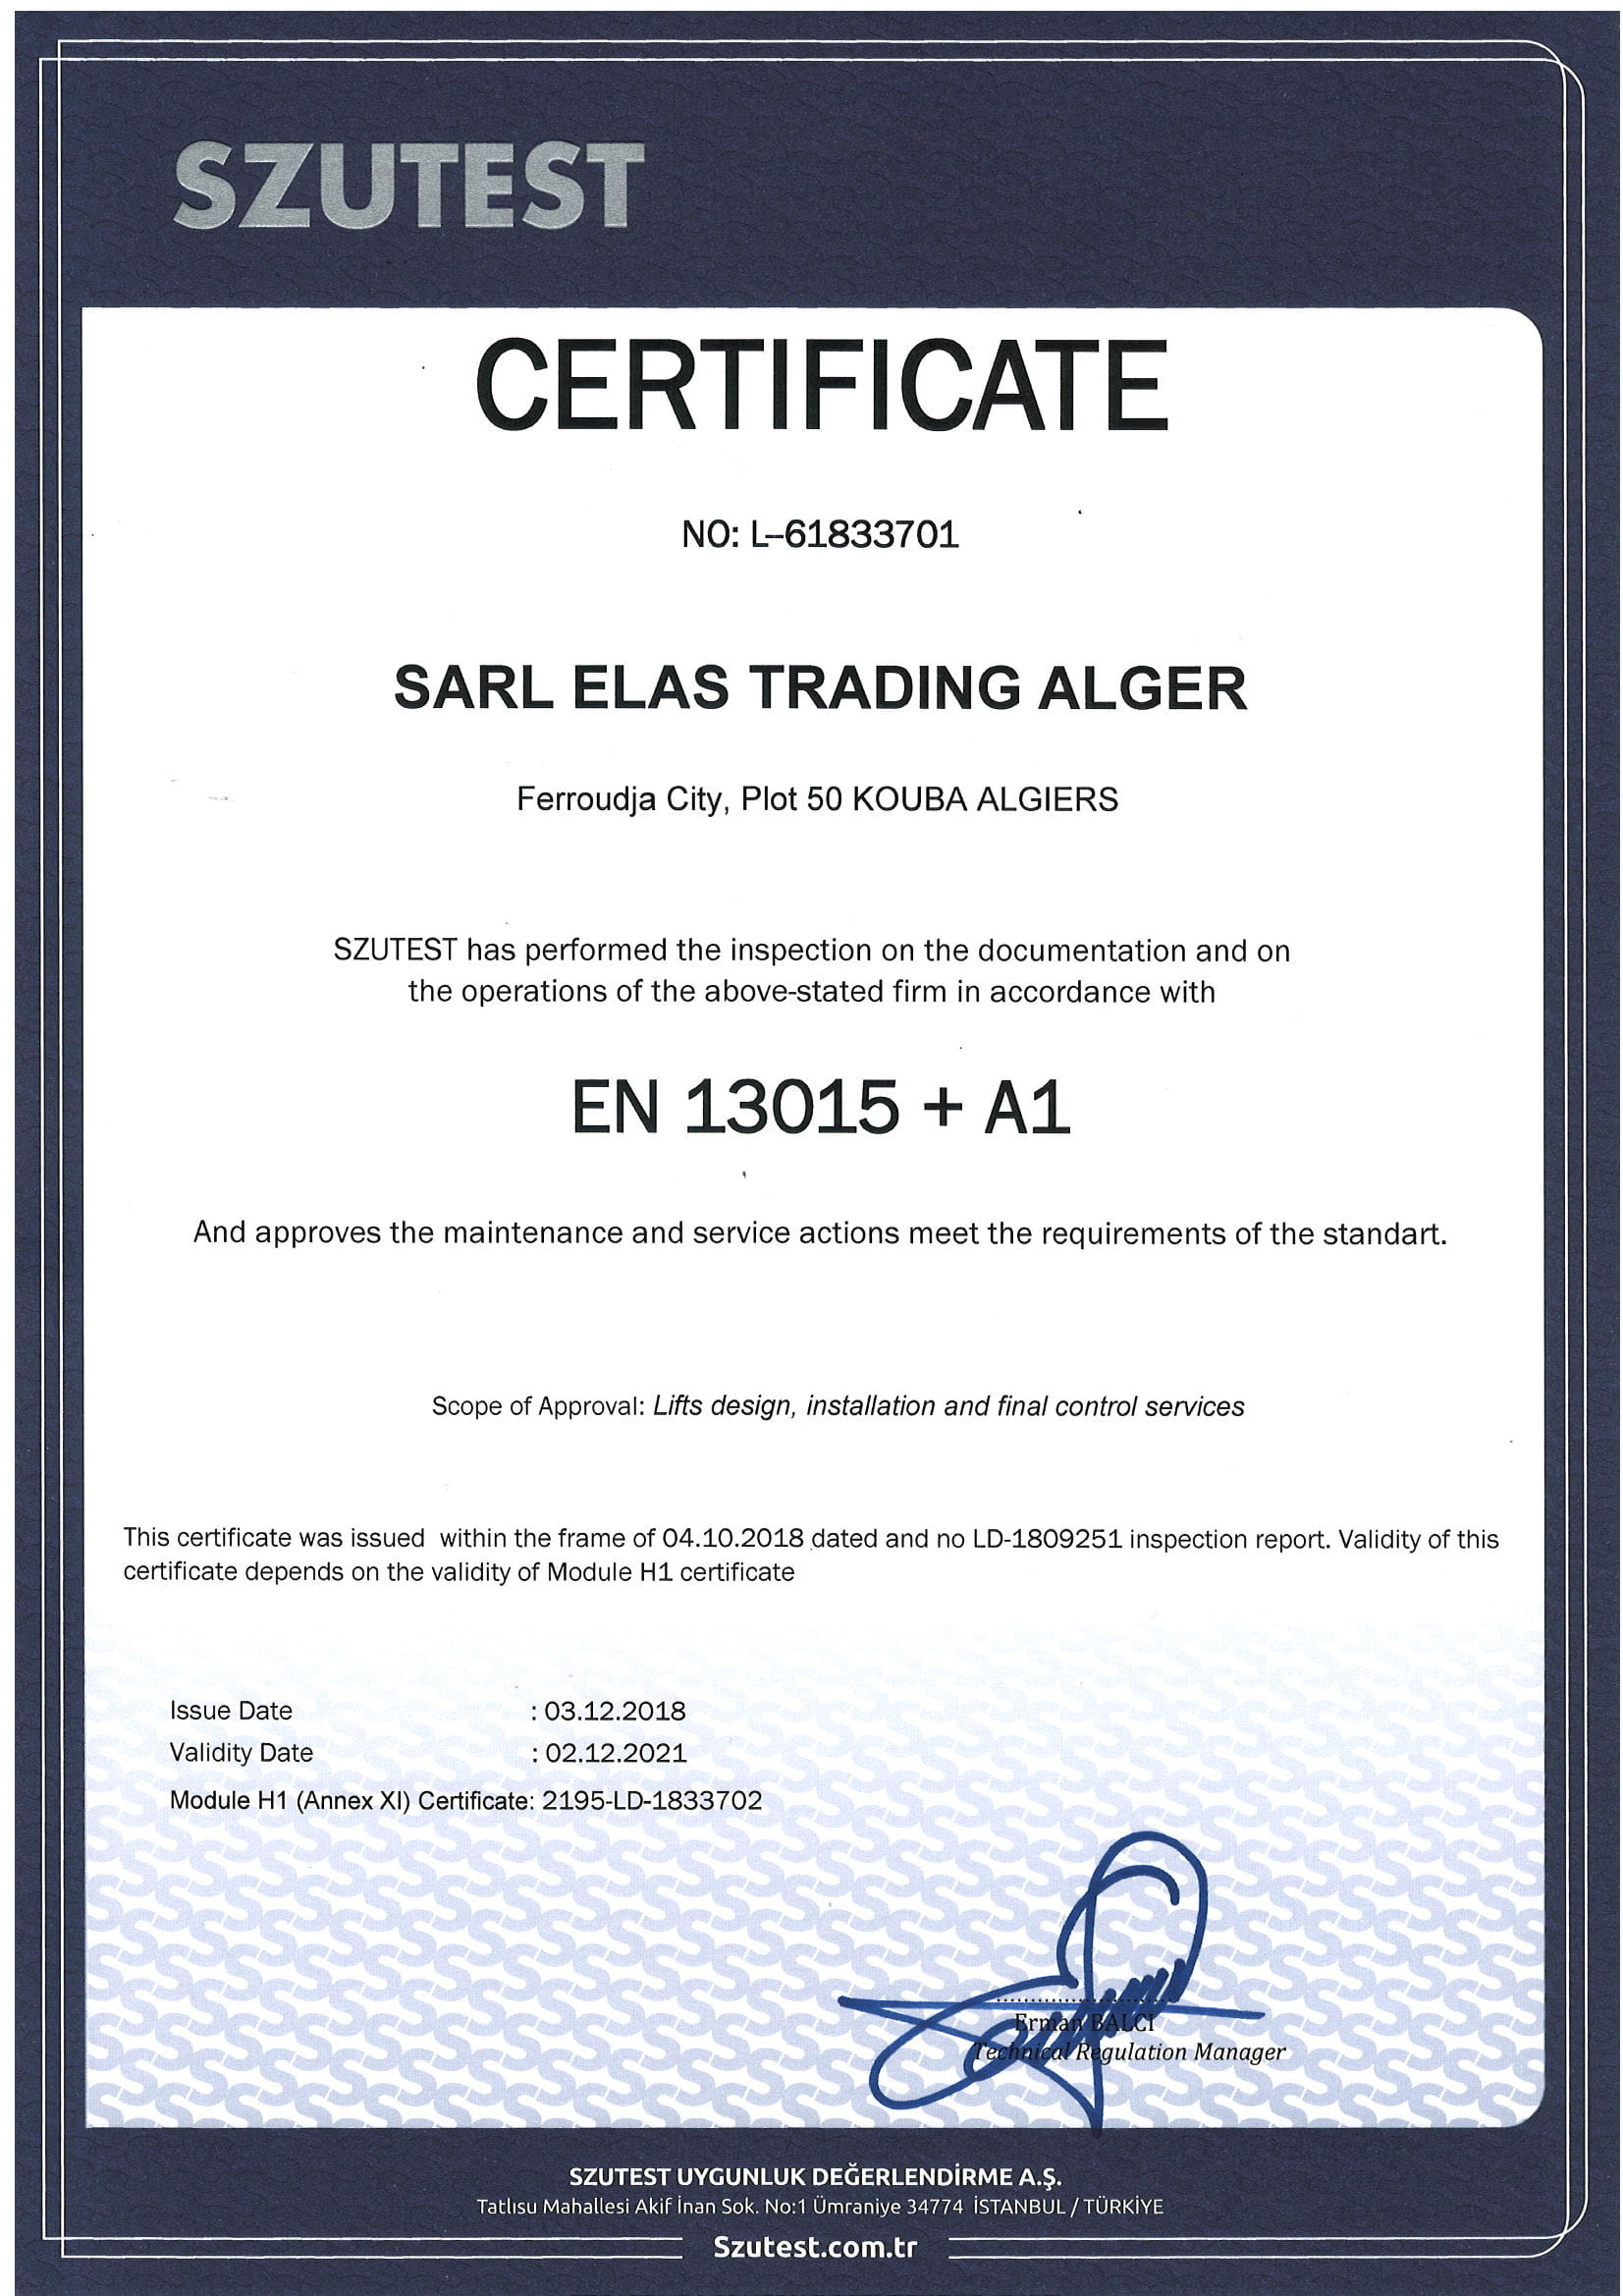 SZUTEST
CERTIFICATE
NO: L-61833701
SARL ELAS TRADING ALGER
Ferroudja City, Plot 50 KOUBA ALGIERS
SZUTEST has performed the inspection on the documentation and on
the operations of the above-stated firm in accordance with
EN 13015 + A1
And approves the maintenance and service actions meet the requirements of the standart.
Scope of Approval: Lifts design, installation and final control services
This certificate was issued  within the frame of 04.10.2018 dated and no LD-1809251 inspection report. Validity of this
certificate depends on the validity of Module H1 certificate
Issue Date : 03.12.2018
Validity Date : 02.12.2021
Module H1 (Annex XI) Certificate: 2195-LD-1833702
Erman BALCI
Technical Regulation Manager
SZUTEST UYGUNLUK DEĞERLENDİRME A.Ş.
Tatlısu Mahallesi Akif İnan Sok. No:1 Ümraniye 34774 İSTANBUL / TÜRKİYE
Szutest.com.tr